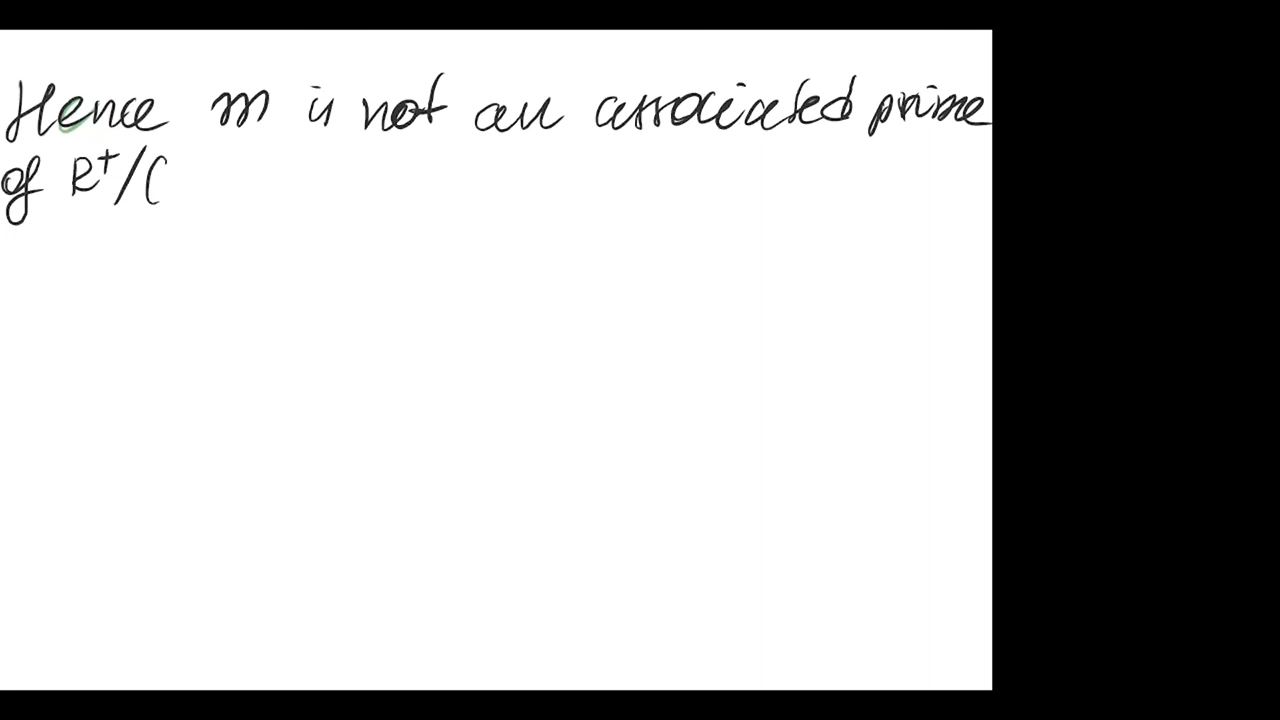 Hence m is not an associated prime
of R⁺/(